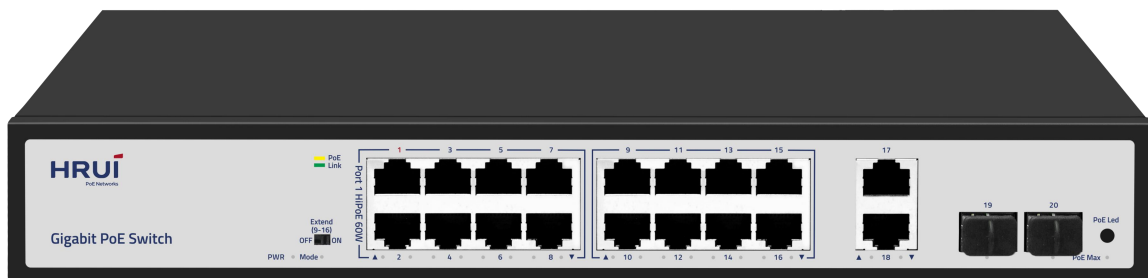 HRUI
PoE Networks
Gigabit PoE Switch
PoE
Link
Extend
(9-16)
OFF ON
PWR Mode
Port 1 HiPoE 60W
1 3 5 7
▲ 2 4 6 8 ▼
9 11 13 15
▲ 10 12 14 16 ▼
17
▲ 18 ▼
19 20
PoE Led
PoE Max